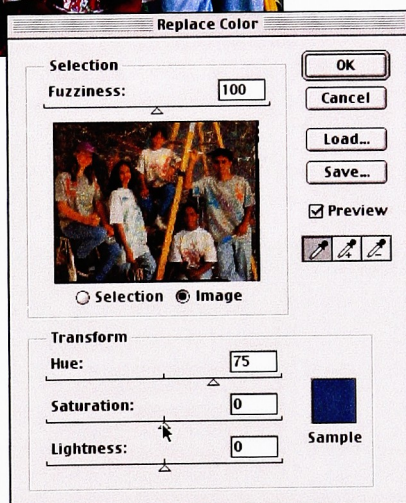 Replace Color
Selection
Fuzziness: 100
OK
Cancel
Load...
Save...
Preview
Selection Image
Transform
Hue: 75
Saturation: 0
Lightness: 0
Sample